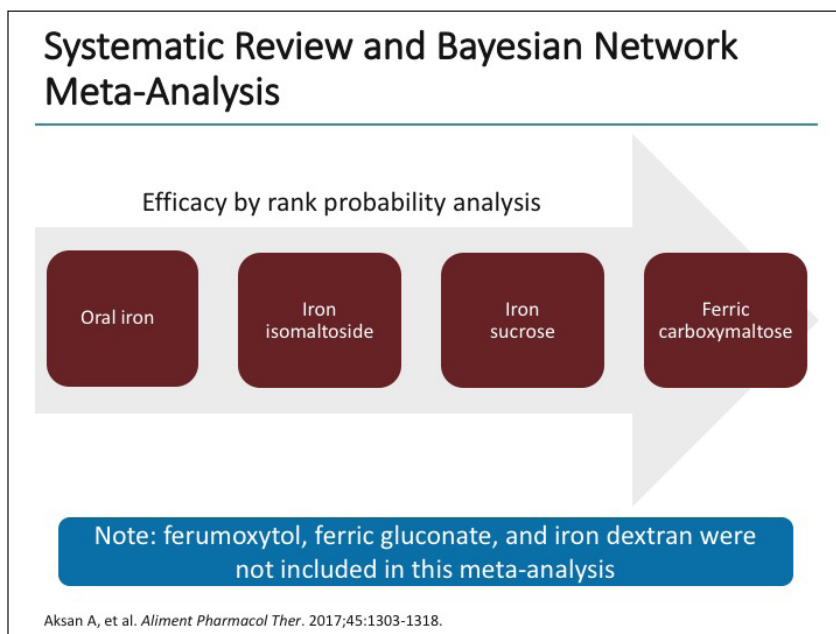 Systematic Review and Bayesian Network
Meta-Analysis
Efficacy by rank probability analysis
Oral iron
Iron
isomaltoside
Iron
sucrose
Ferric
carboxymaltose
Note: ferumoxytol, ferric gluconate, and iron dextran were
not included in this meta-analysis
Aksan A, et al. Aliment Pharmacol Ther. 2017;45:1303-1318.